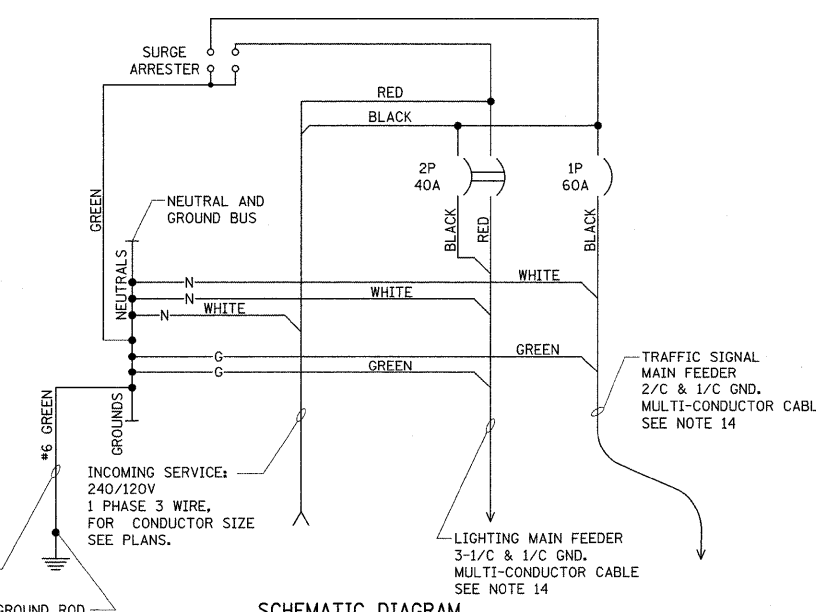 SURGE
ARRESTER
RED
BLACK
2P
40A
1P
60A
NEUTRAL AND
GROUND BUS
GREEN
BLACK
RED
BLACK
NEUTRALS
N
WHITE
N
WHITE
N
WHITE
G
GREEN
G
GREEN
TRAFFIC SIGNAL
MAIN FEEDER
2/C & 1/C GND.
MULTI-CONDUCTOR CABL
SEE NOTE 14
GROUNDS
#6 GREEN
INCOMING SERVICE:
240/120V
1 PHASE 3 WIRE,
FOR CONDUCTOR SIZE
SEE PLANS.
LIGHTING MAIN FEEDER
3-1/C & 1/C GND.
MULTI-CONDUCTOR CABLE
SEE NOTE 14
GROUND ROD
SCHEMATIC DIAGRAM